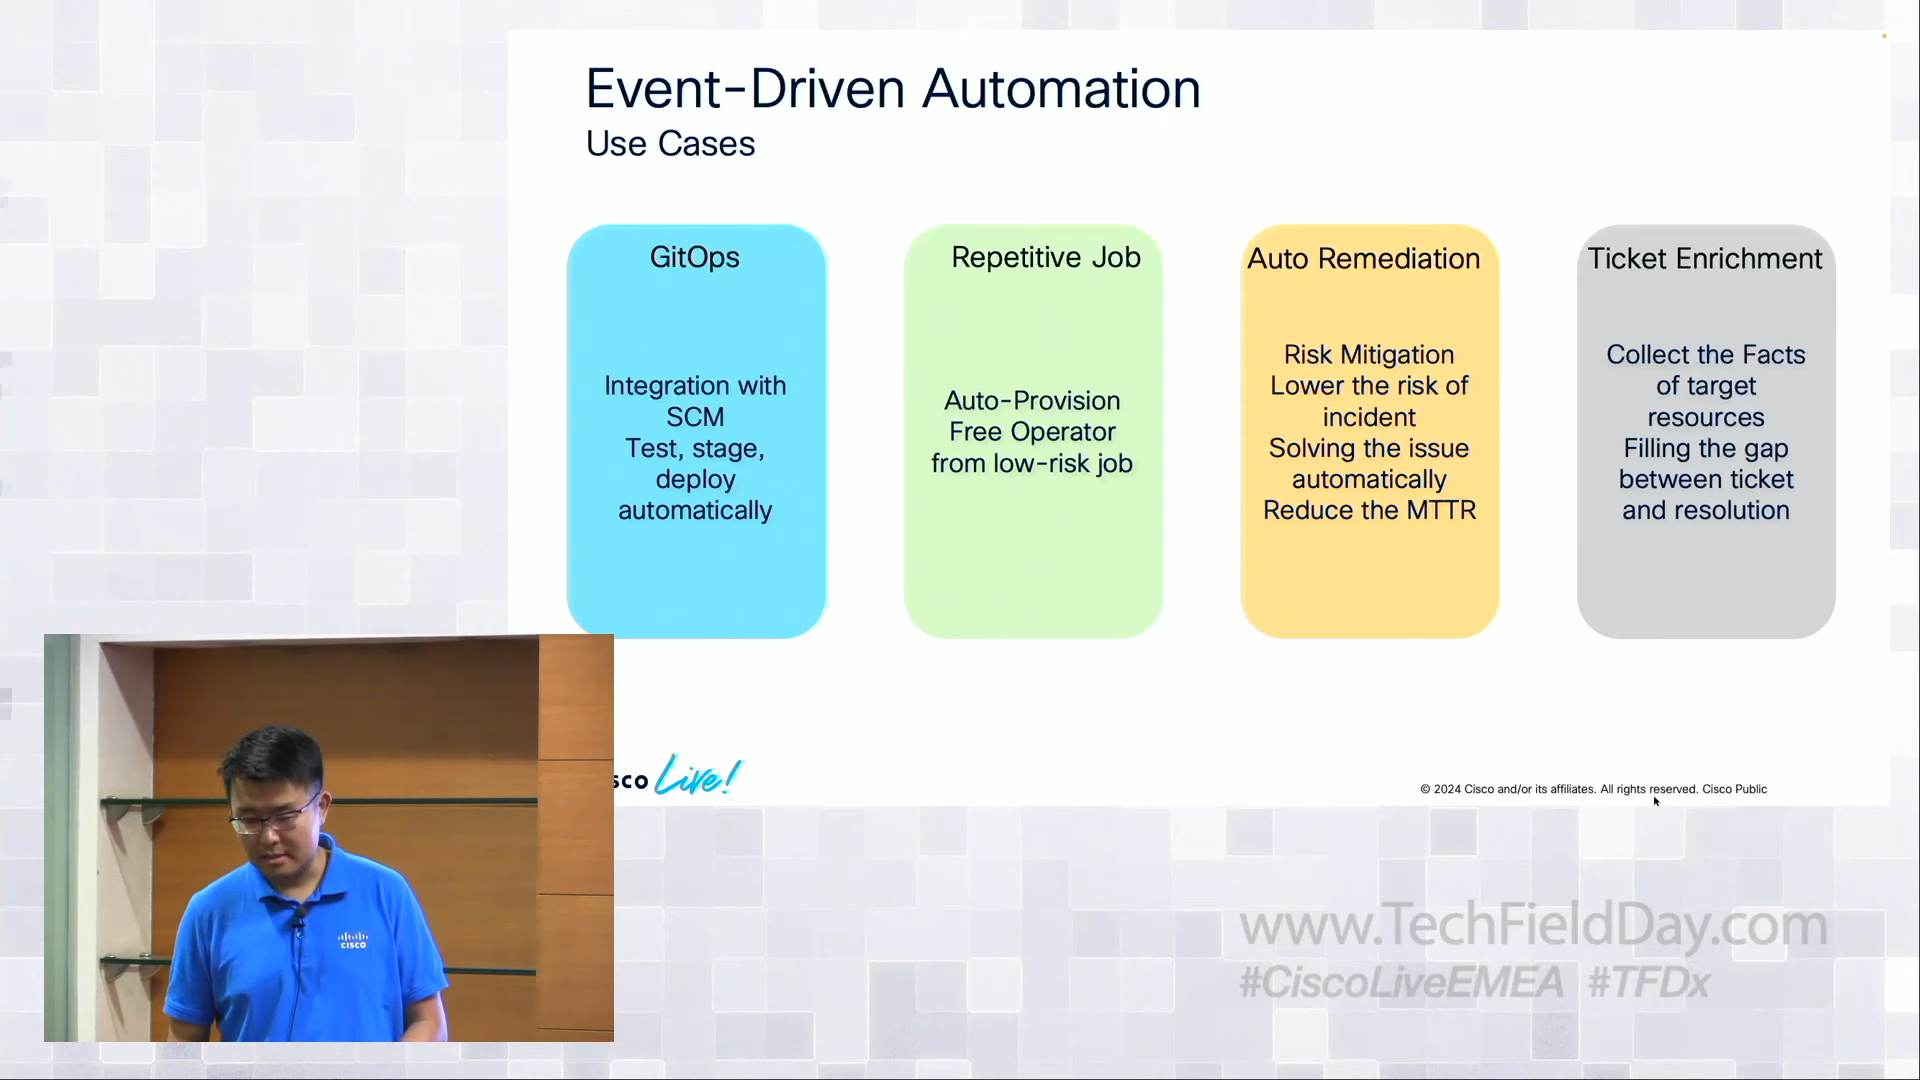 Event-Driven Automation
Use Cases
GitOps
Integration with
SCM
Test, stage,
deploy
automatically
Repetitive Job
Auto-Provision
Free Operator
from low-risk job
Auto Remediation
Risk Mitigation
Lower the risk of
incident
Solving the issue
automatically
Reduce the MTTR
Ticket Enrichment
Collect the Facts
of target
resources
Filling the gap
between ticket
and resolution
sco Live!
© 2024 Cisco and/or its affiliates. All rights reserved. Cisco Public
CISCO
www.TechFieldDay.com
#CiscoLiveEMEA #TFDx